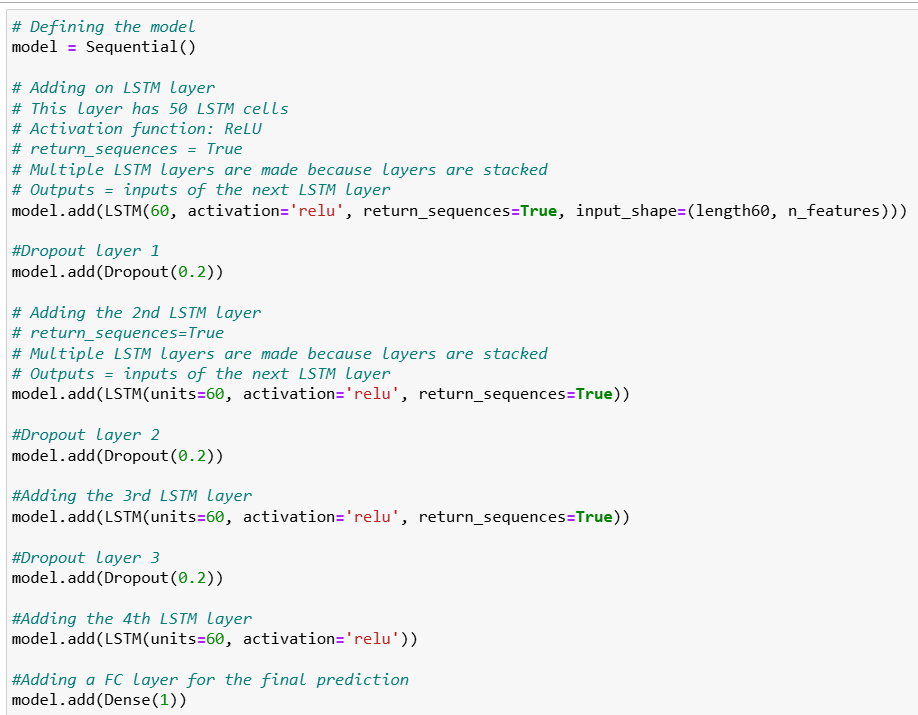 # Defining the model
model = Sequential()
# Adding on LSTM layer
# This layer has 50 LSTM cells
# Activation function: ReLU
# return_sequences = True
# Multiple LSTM layers are made because layers are stacked
# Outputs = inputs of the next LSTM layer
model.add(LSTM(60, activation='relu', return_sequences=True, input_shape=(length60, n_features)))
#Dropout layer 1
model.add(Dropout(0.2))
# Adding the 2nd LSTM layer
# return_sequences=True
# Multiple LSTM layers are made because layers are stacked
# Outputs = inputs of the next LSTM layer
model.add(LSTM(units=60, activation='relu', return_sequences=True))
#Dropout layer 2
model.add(Dropout(0.2))
#Adding the 3rd LSTM layer
model.add(LSTM(units=60, activation='relu', return_sequences=True))
#Dropout layer 3
model.add(Dropout(0.2))
#Adding the 4th LSTM layer
model.add(LSTM(units=60, activation='relu'))
#Adding a FC layer for the final prediction
model.add(Dense(1))